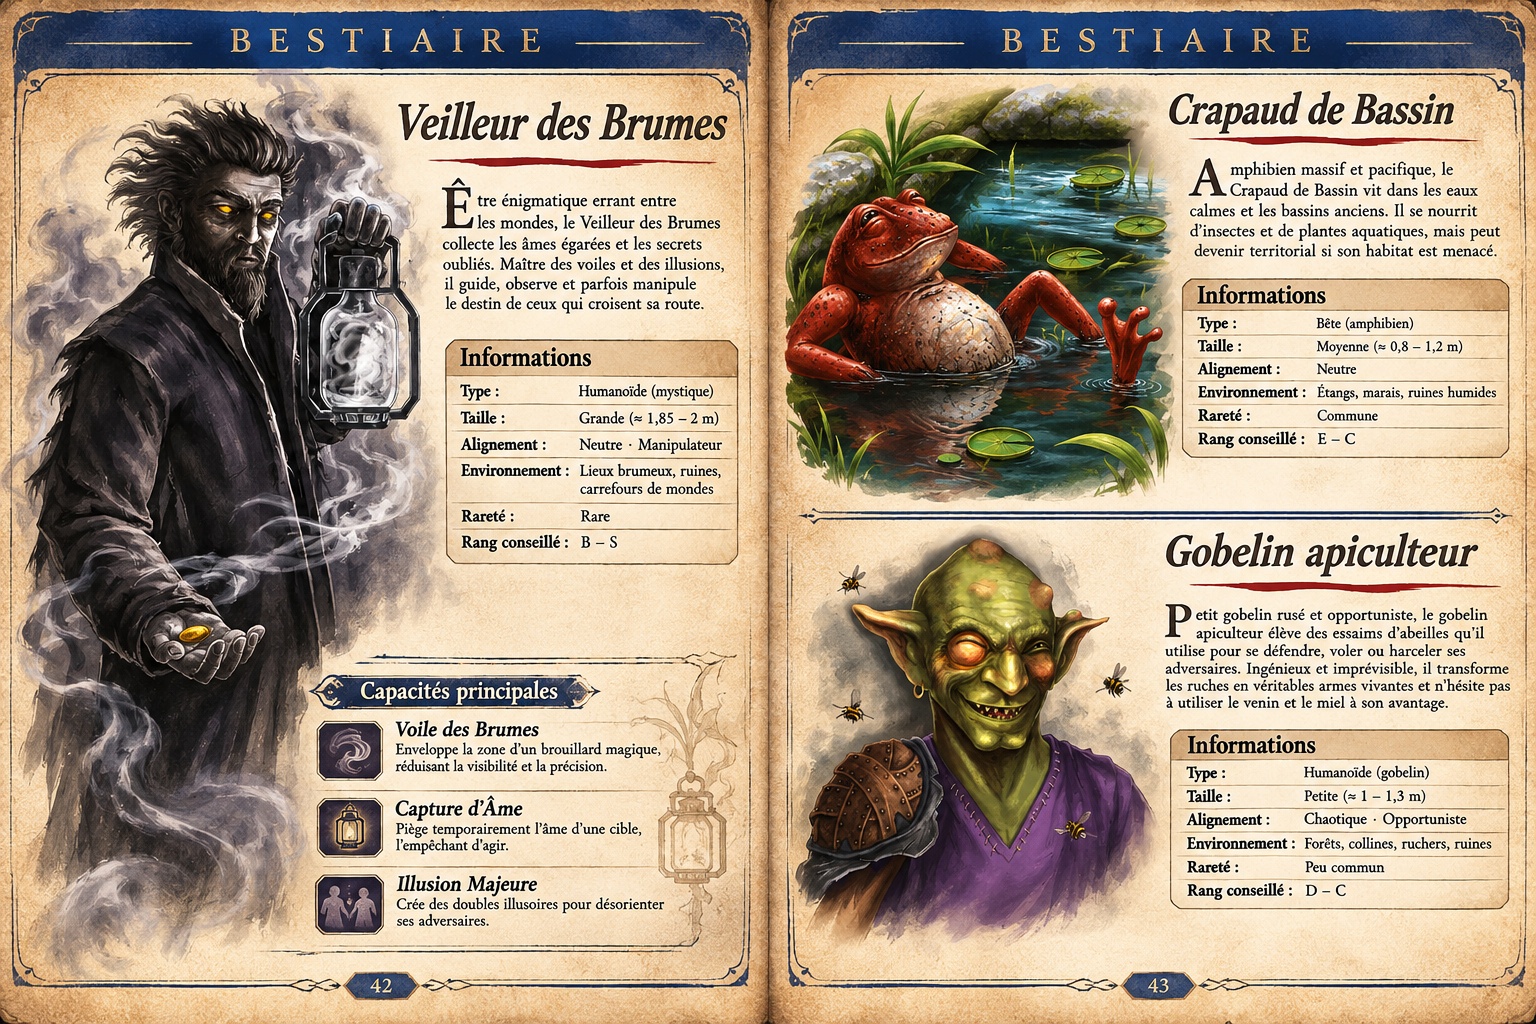 BESTIAIRE
Veilleur des Brumes
Être énigmatique errant entre
les mondes, le Veilleur des Brumes
collecte les âmes égarées et les secrets
oubliés. Maître des voiles et des illusions,
il guide, observe et parfois manipule
le destin de ceux qui croisent sa route.
Informations
Type : Humanoïde (mystique)
Taille : Grande (≈ 1,85 – 2 m)
Alignement : Neutre · Manipulateur
Environnement : Lieux brumeux, ruines,
carrefours de mondes
Rareté : Rare
Rang conseillé : B – S
Capacités principales
Voile des Brumes
Enveloppe la zone d'un brouillard magique,
réduisant la visibilité et la précision.
Capture d'Âme
Piège temporairement l'âme d'une cible,
l'empêchant d'agir.
Illusion Majeure
Crée des doubles illusoires pour désorienter
ses adversaires.
42
BESTIAIRE
Crapaud de Bassin
Amphibien massif et pacifique, le
Crapaud de Bassin vit dans les eaux
calmes et les bassins anciens. Il se nourrit
d'insectes et de plantes aquatiques, mais peut
devenir territorial si son habitat est menacé.
Informations
Type : Bête (amphibien)
Taille : Moyenne (≈ 0,8 – 1,2 m)
Alignement : Neutre
Environnement : Étangs, marais, ruines humides
Rareté : Commune
Rang conseillé : E – C
Gobelin apiculteur
Petit gobelin rusé et opportuniste, le gobelin
apiculteur élève des essaims d'abeilles qu'il
utilise pour se défendre, voler ou harceler ses
adversaires. Ingénieux et imprévisible, il transforme
les ruches en véritables armes vivantes et n'hésite pas
à utiliser le venin et le miel à son avantage.
Informations
Type : Humanoïde (gobelin)
Taille : Petite (≈ 1 – 1,3 m)
Alignement : Chaotique · Opportuniste
Environnement : Forêts, collines, ruchers, ruines
Rareté : Peu commun
Rang conseillé : D – C
43